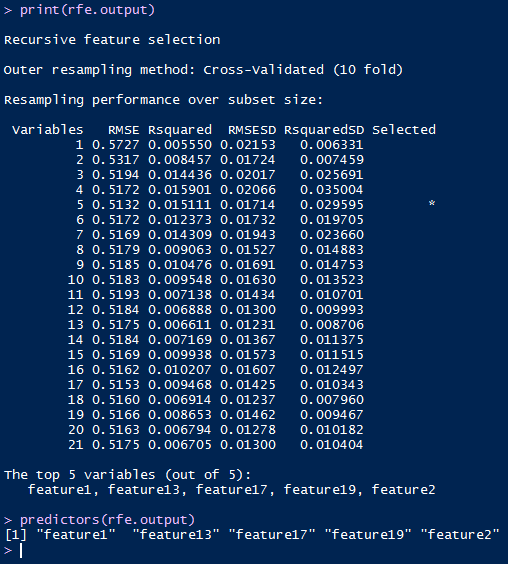 > print(rfe.output)
Recursive feature selection
Outer resampling method: Cross-Validated (10 fold)
Resampling performance over subset size:
Variables RMSE Rsquared RMSESD RsquaredSD Selected
1 0.5727 0.005550 0.02153 0.006331
2 0.5317 0.008457 0.01724 0.007459
3 0.5194 0.014436 0.02017 0.025691
4 0.5172 0.015901 0.02066 0.035004
5 0.5132 0.015111 0.01714 0.029595 *
6 0.5172 0.012373 0.01732 0.019705
7 0.5169 0.014309 0.01943 0.023660
8 0.5179 0.009063 0.01527 0.014883
9 0.5185 0.010476 0.01691 0.014753
10 0.5183 0.009548 0.01630 0.013523
11 0.5193 0.007138 0.01434 0.010701
12 0.5184 0.006888 0.01300 0.009993
13 0.5175 0.006611 0.01231 0.008706
14 0.5184 0.007169 0.01367 0.011375
15 0.5169 0.009938 0.01573 0.011515
16 0.5162 0.010207 0.01607 0.012497
17 0.5153 0.009468 0.01425 0.010343
18 0.5160 0.006914 0.01237 0.007960
19 0.5166 0.008653 0.01462 0.009467
20 0.5163 0.006794 0.01278 0.010182
21 0.5175 0.006705 0.01300 0.010404
The top 5 variables (out of 5):
feature1, feature13, feature17, feature19, feature2
> predictors(rfe.output)
[1] "feature1" "feature13" "feature17" "feature19" "feature2"
>